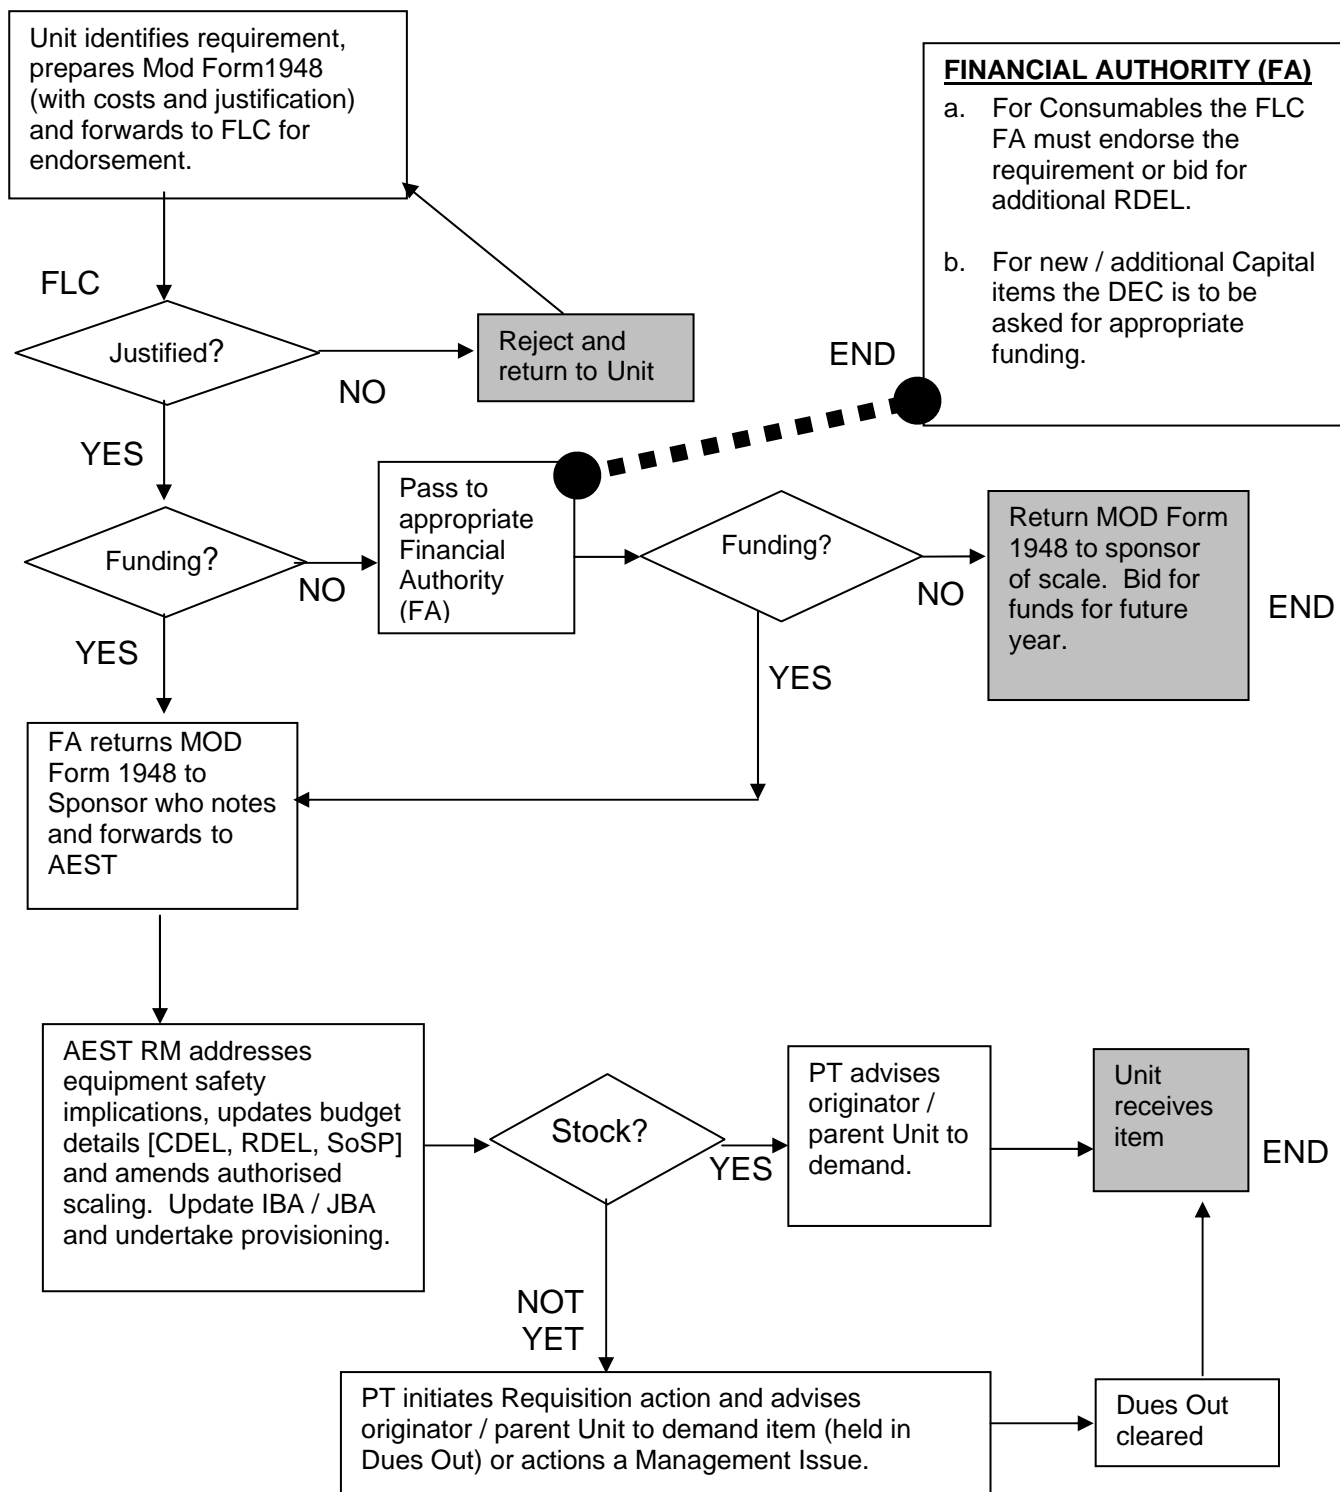 Unit identifies requirement,
prepares Mod Form1948
(with costs and justification)
and forwards to FLC for
endorsement.
FINANCIAL AUTHORITY (FA)
a. For Consumables the FLC
FA must endorse the
requirement or bid for
additional RDEL.
b. For new / additional Capital
items the DEC is to be
asked for appropriate
funding.
FLC
Justified?
NO
Reject and
return to Unit
END
YES
Funding?
NO
Pass to
appropriate
Financial
Authority
(FA)
Funding?
NO
Return MOD Form
1948 to sponsor
of scale. Bid for
funds for future
year.
END
YES
YES
FA returns MOD
Form 1948 to
Sponsor who notes
and forwards to
AEST
AEST RM addresses
equipment safety
implications, updates budget
details [CDEL, RDEL, SoSP]
and amends authorised
scaling. Update IBA / JBA
and undertake provisioning.
Stock?
YES
PT advises
originator /
parent Unit to
demand.
Unit
receives
item
END
NOT
YET
PT initiates Requisition action and advises
originator / parent Unit to demand item (held in
Dues Out) or actions a Management Issue.
Dues Out
cleared